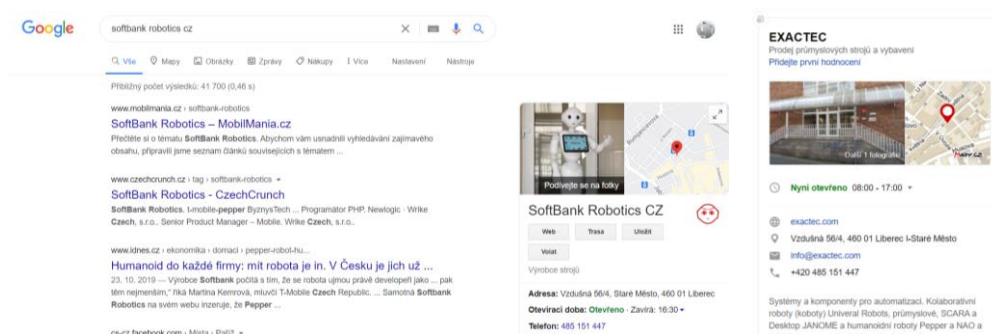 Google
softbank robotics cz
Vše Mapy Obrázky Zprávy Nákupy Více Nastavení Nástroje
Přibližný počet výsledků: 41 700 (0,46 s)
www.mobilmania.cz › softbank-robotics
SoftBank Robotics – MobilMania.cz
Přečtěte si o tématu SoftBank Robotics. Abychom vám usnadnili vyhledávání zajímavého
obsahu, připravili jsme seznam článků souvisejících s tématem ...
www.czechcrunch.cz › tag › softbank-robotics
SoftBank Robotics - CzechCrunch
SoftBank Robotics. t-mobile-pepper ByznysTech ... Programátor PHP. Newlogic · Wrike
Czech, s.r.o.. Senior Product Manager – Mobile. Wrike Czech, s.r.o..
www.idnes.cz › ekonomika › domaci › pepper-robot-hu...
Humanoid do každé firmy: mít robota je in. V Česku je jich už ...
23. 10. 2019 — Výrobce Softbank počítá s tím, že se robota ujmou právě developeři jako ... pak
těm nejmenším," říká Martina Kemrová, mluvčí T-Mobile Czech Republic. ... Samotná Softbank
Robotics na svém webu inzeruje, že Pepper ...
cs-cz.facebook.com › Místa › Paříž
Podívejte se na fotky
SoftBank Robotics CZ
Web Trasa Uložit
Volat
Výrobce strojů
Adresa: Vzdušná 56/4, Staré Město, 460 01 Liberec
Otevírací doba: Otevřeno · Zavírá: 16:30
Telefon: 485 151 447
EXACTEC
Prodej průmyslových strojů a vybavení
Přidejte první hodnocení
Další 1 fotografie
Mapy.cz
Nyní otevřeno 08:00 - 17:00
exactec.com
Vzdušná 56/4, 460 01 Liberec I-Staré Město
info@exactec.com
+420 485 151 447
Systémy a komponenty pro automatizaci. Kolaborativní
roboty (koboty) Univeral Robots, průmyslové, SCARA a
Desktop JANOME a humanoidní roboty Peper a NAO a